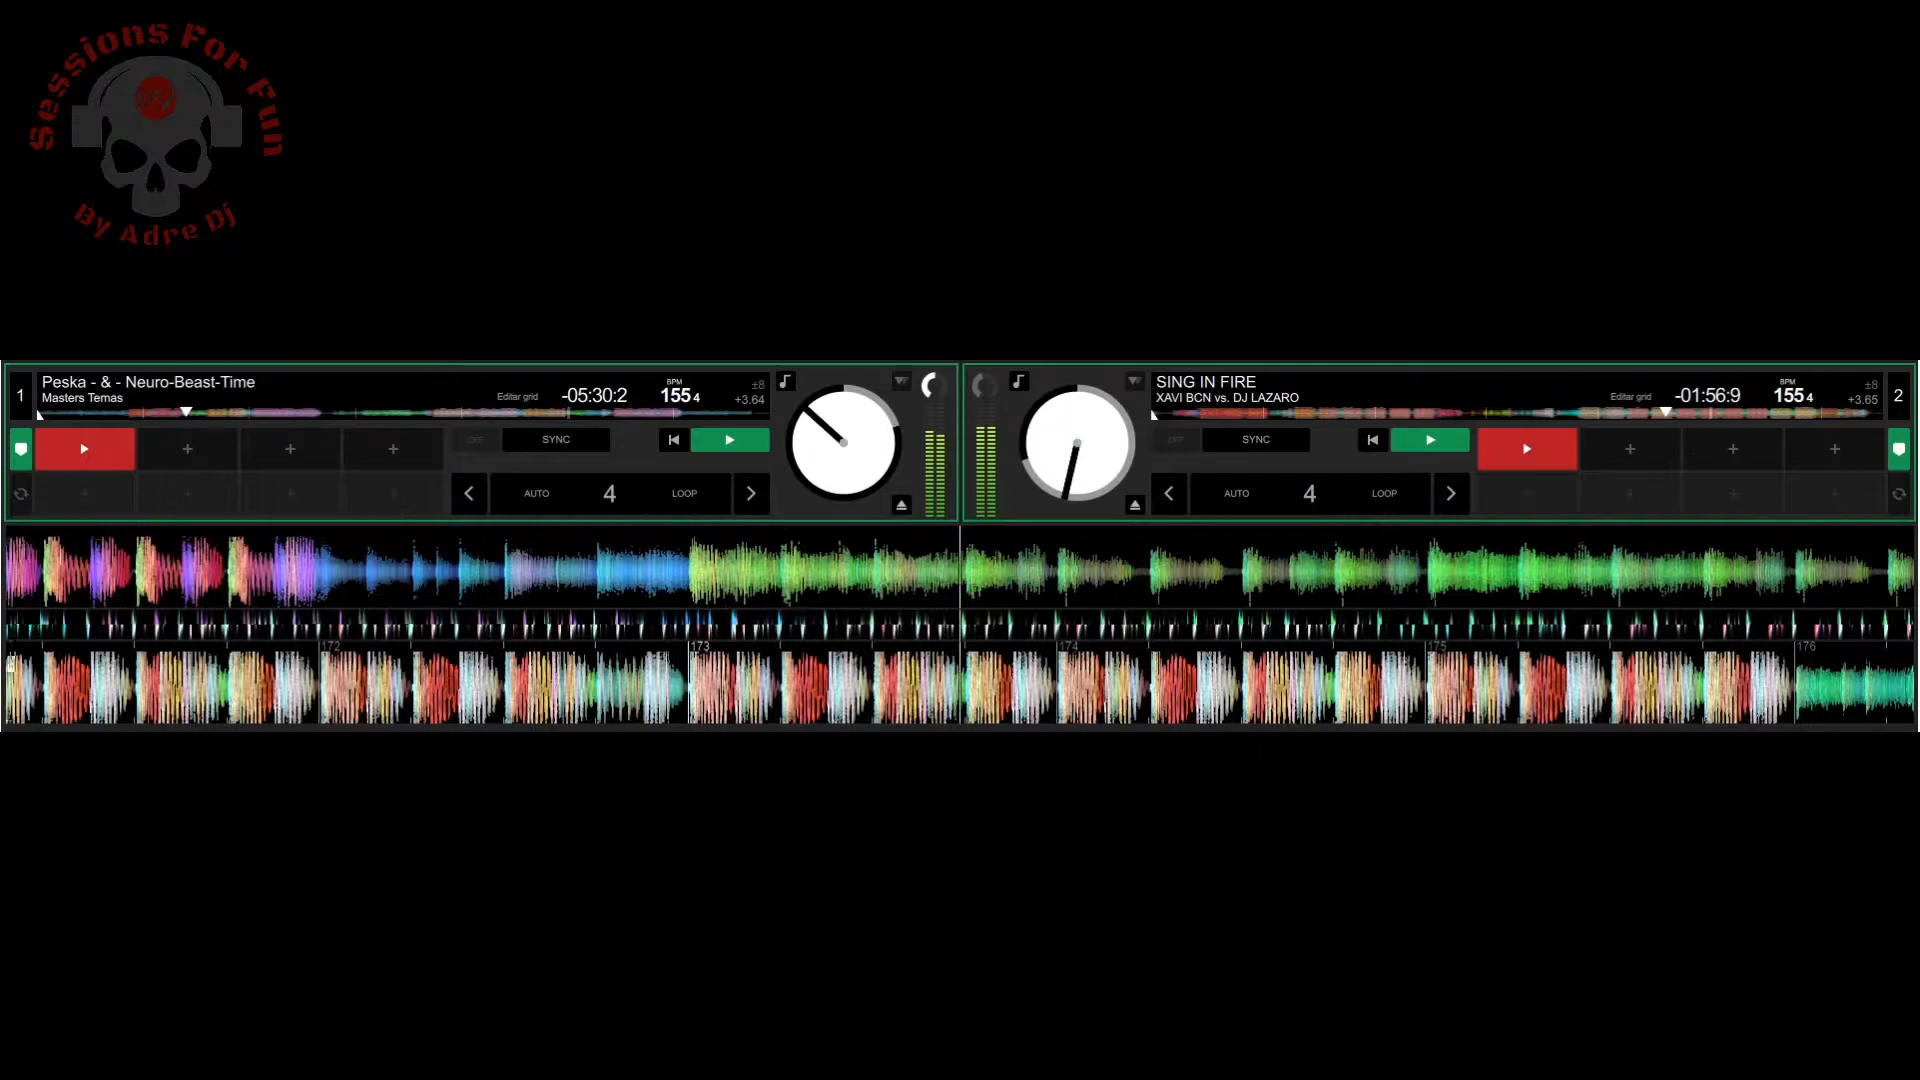 Sessions For Fun
By Adre Dj
1
Peska - & - Neuro-Beast-Time
Masters Temas
Editar grid
-05:30:2
BPM
155 4
±8
+3.64
OFF
SYNC
AUTO
4
LOOP
SING IN FIRE
XAVI BCN vs. DJ LAZARO
Editar grid
-01:56:9
BPM
155 4
±8
+3.65
2
OFF
SYNC
AUTO
4
LOOP
172
173
174
175
176